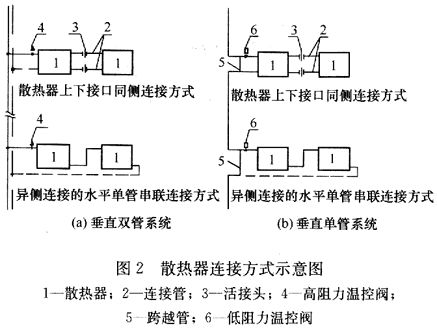 4 3 2
1 1
散热器上下接口同侧连接方式
4
1 1
异侧连接的水平单管串联连接方式
(a) 垂直双管系统
6 3 2
5 1 1
散热器上下接口同侧连接方式
6
5 1 1
异侧连接的水平单管串联连接方式
(b) 垂直单管系统
图 2 散热器连接方式示意图
1—散热器；2—连接管；3—活接头；4—高阻力温控阀；
5—跨越管；6—低阻力温控阀